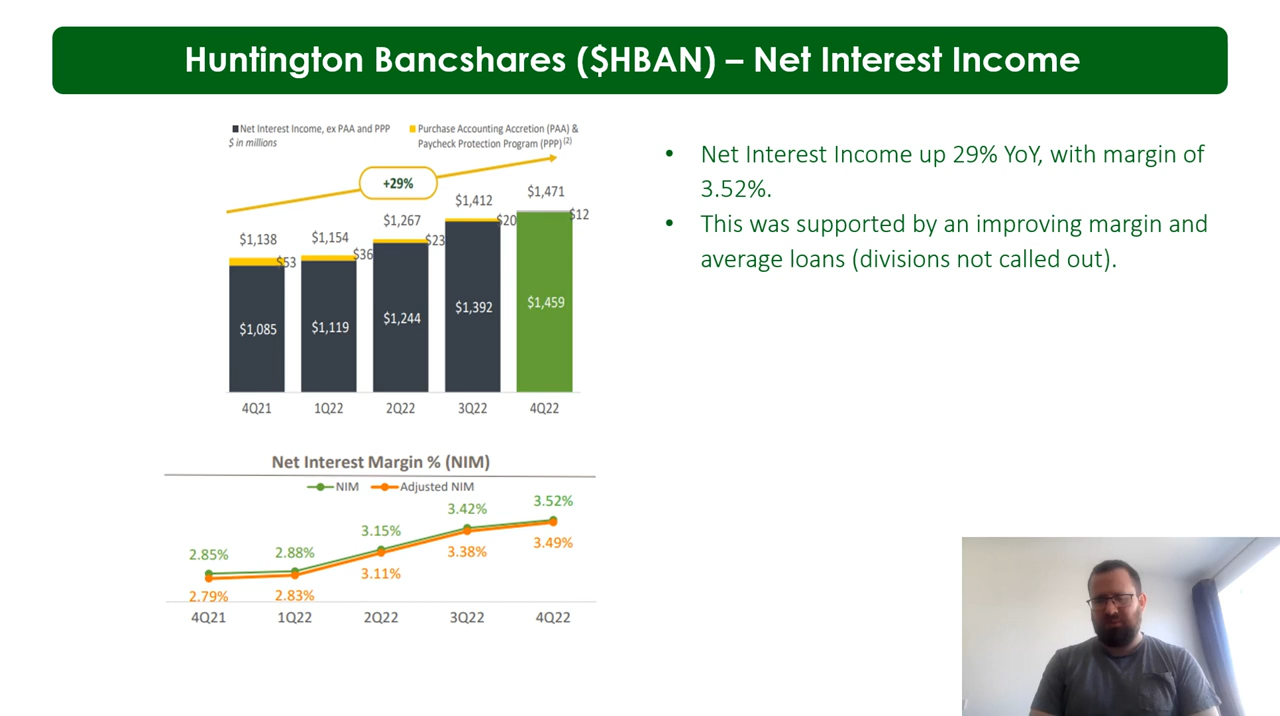 Huntington Bancshares ($HBAN) – Net Interest Income
Net Interest Income, ex PAA and PPP
$ in millions
Purchase Accounting Accretion (PAA) &
Paycheck Protection Program (PPP)(2)
+29%
$1,138
$1,154
$1,267
$1,412
$1,471
$53
$36
$23
$20
$12
$1,085
$1,119
$1,244
$1,392
$1,459
4Q21
1Q22
2Q22
3Q22
4Q22
Net Interest Margin % (NIM)
NIM
Adjusted NIM
2.85%
2.88%
3.15%
3.42%
3.52%
2.79%
2.83%
3.11%
3.38%
3.49%
4Q21
1Q22
2Q22
3Q22
4Q22
• Net Interest Income up 29% YoY, with margin of
3.52%.
• This was supported by an improving margin and
average loans (divisions not called out).